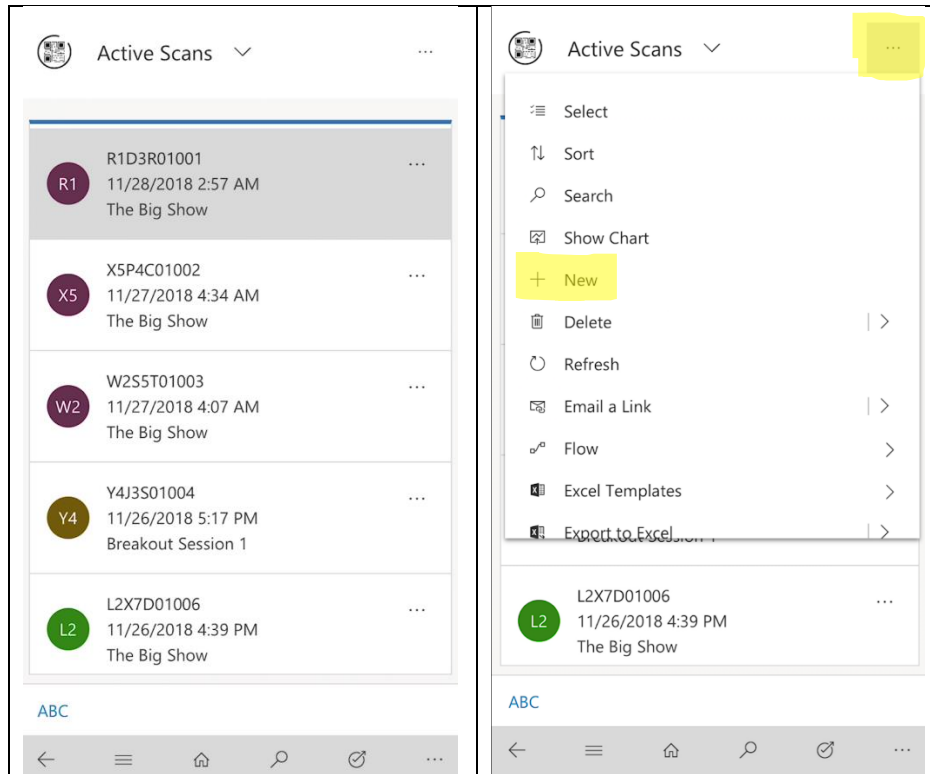 Active Scans
...
R1
R1D3R01001
...
11/28/2018 2:57 AM
The Big Show
X5
X5P4C01002
...
11/27/2018 4:34 AM
The Big Show
W2
W2S5T01003
...
11/27/2018 4:07 AM
The Big Show
Y4
Y4J3S01004
...
11/26/2018 5:17 PM
Breakout Session 1
L2
L2X7D01006
...
11/26/2018 4:39 PM
The Big Show
ABC
...
Active Scans
...
Select
Sort
Search
Show Chart
New
Delete
Refresh
Email a Link
Flow
Excel Templates
Export to Excel
Breakout Session 1
L2
L2X7D01006
...
11/26/2018 4:39 PM
The Big Show
ABC
...